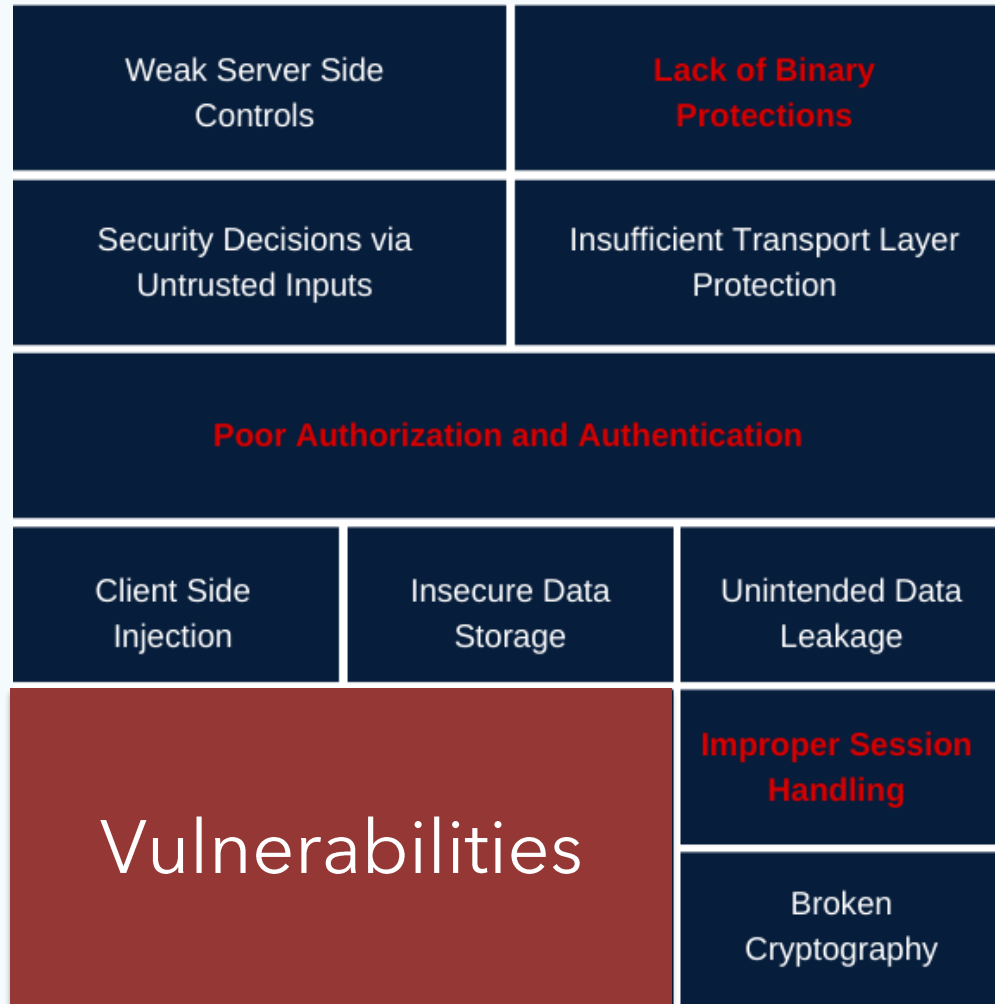 Weak Server Side
Controls
Lack of Binary
Protections
Security Decisions via
Untrusted Inputs
Insufficient Transport Layer
Protection
Poor Authorization and Authentication
Client Side
Injection
Insecure Data
Storage
Unintended Data
Leakage
Vulnerabilities
Improper Session
Handling
Broken
Cryptography